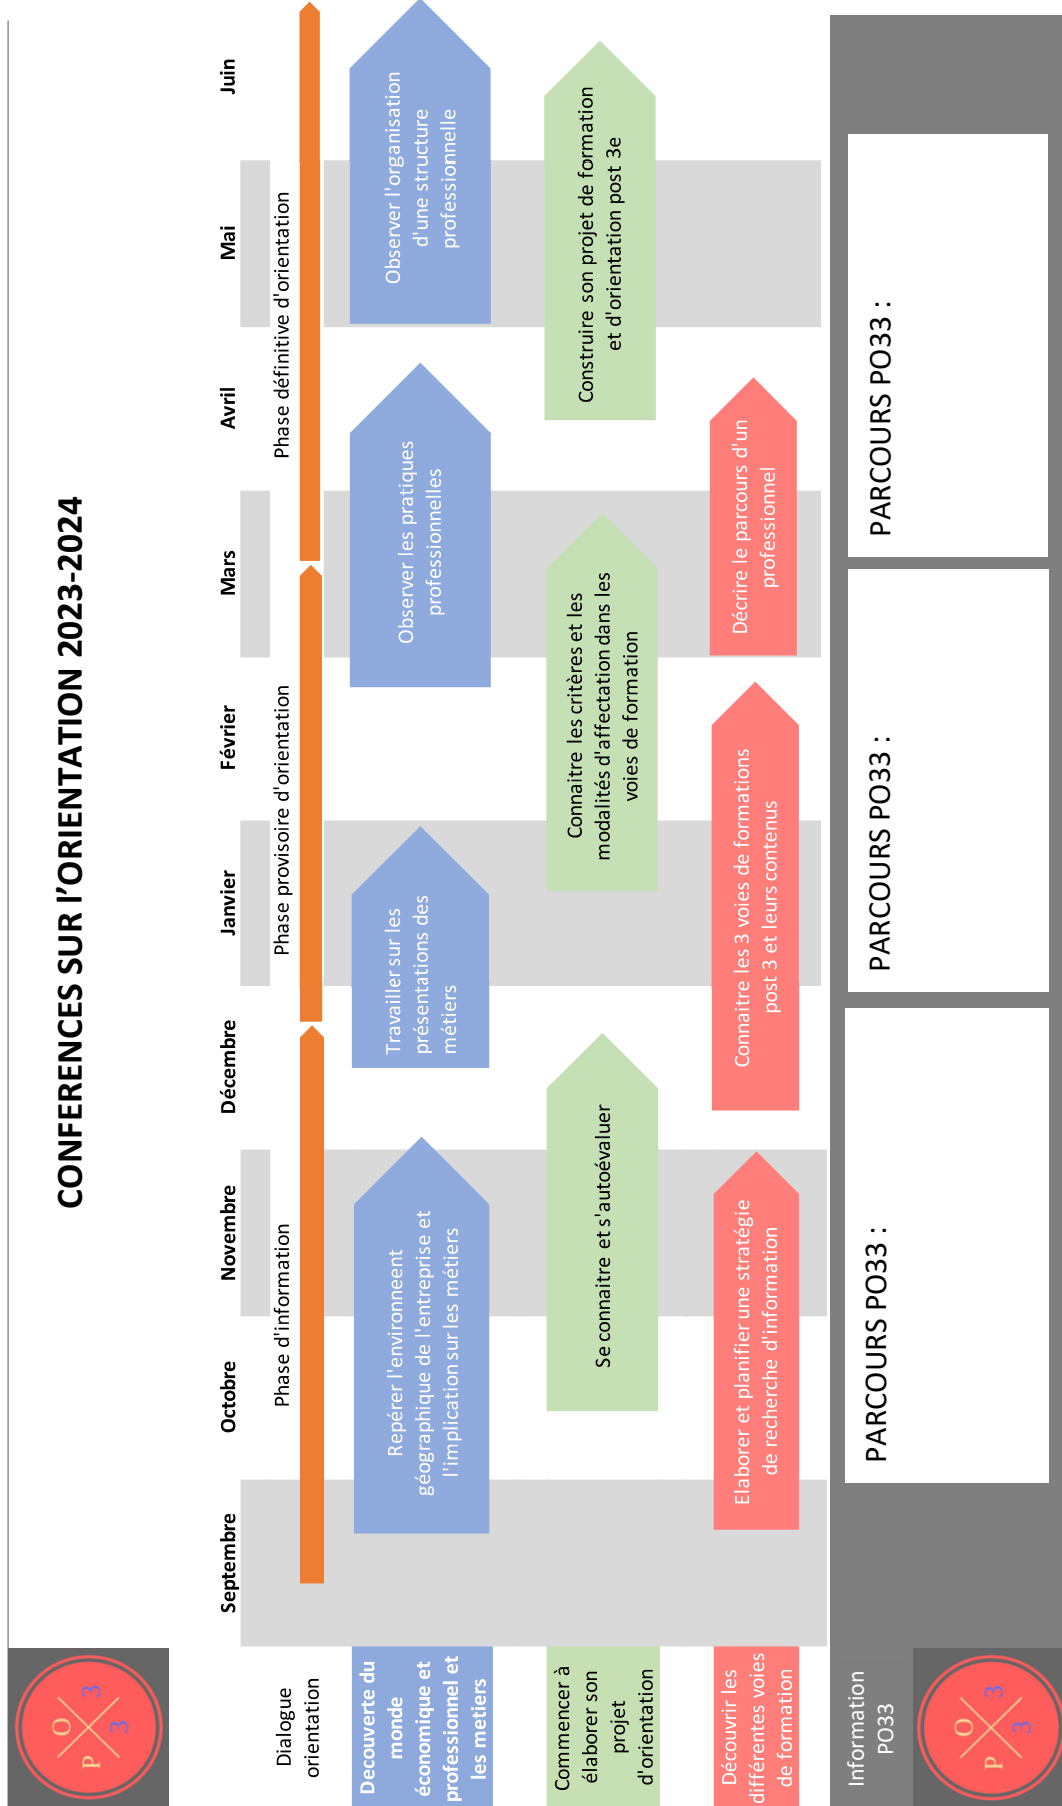 CONFERENCES SUR l’ORIENTATION 2023-2024
P
O
3
3
Septembre
Octobre
Novembre
Décembre
Janvier
Février
Mars
Avril
Mai
Juin
Dialogue
orientation
Phase d'information
Phase provisoire d'orientation
Phase définitive d'orientation
Decouverte du
monde
économique et
professionnel et
les metiers
Repérer l'environneent
géographique de l'entreprise et
l'implication sur les métiers
Travailler sur les
présentations des
métiers
Observer les pratiques
professionnelles
Observer l'organisation
d'une structure
professionnelle
Commencer à
élaborer son
projet
d'orientation
Se connaitre et s'autoévaluer
Connaitre les critères et les
modalités d'affectation dans les
voies de formation
Construire son projet de formation
et d'orientation post 3e
Découvrir les
différentes voies
de formation
Elaborer et planifier une stratégie
de recherche d'information
Connaitre les 3 voies de formations
post 3 et leurs contenus
Décrire le parcours d'un
professionnel
Information
PO33
PARCOURS PO33 :
PARCOURS PO33 :
PARCOURS PO33 :
P
O
3
3